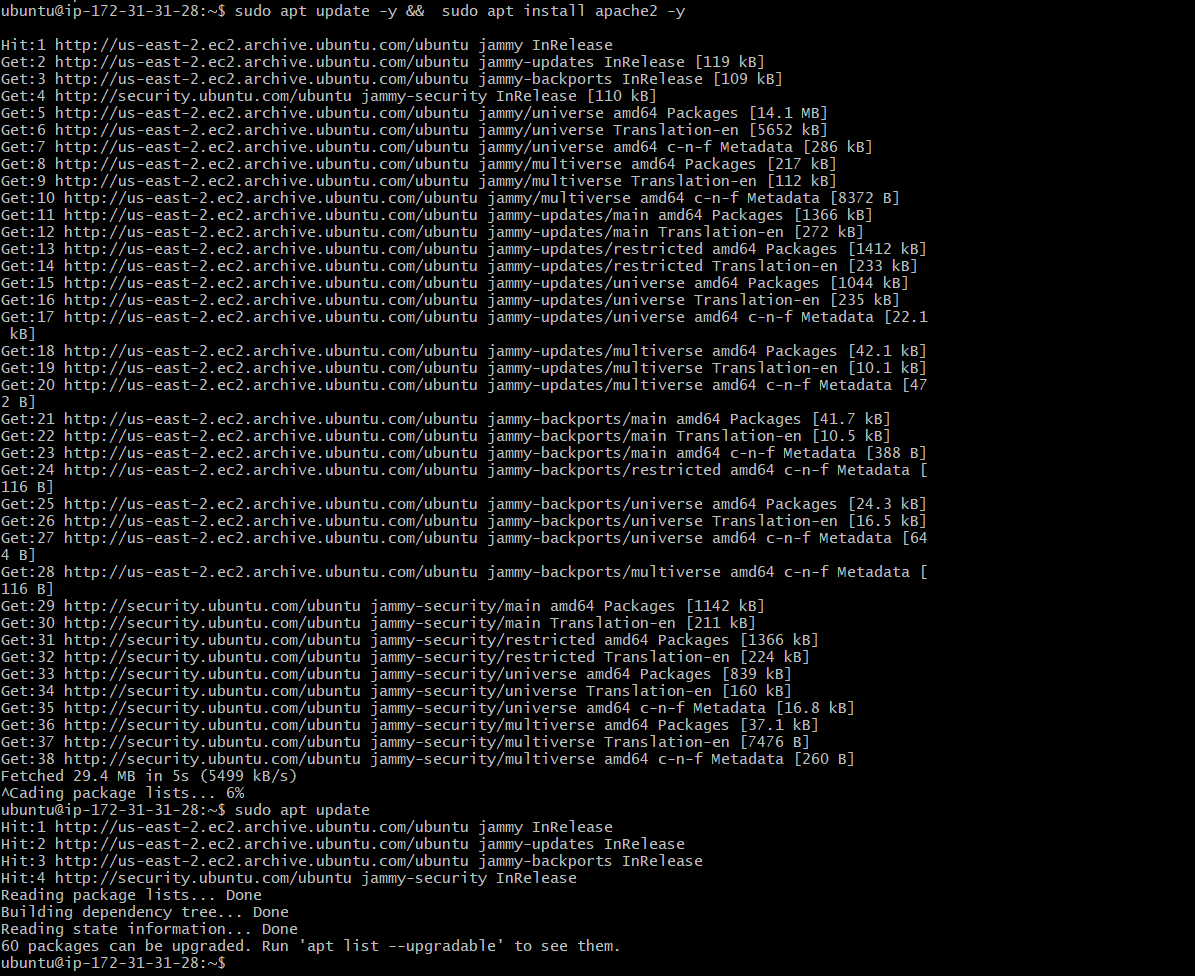 ubuntu@ip-172-31-31-28:~$ sudo apt update -y &&  sudo apt install apache2 -y
Hit:1 http://us-east-2.ec2.archive.ubuntu.com/ubuntu jammy InRelease
Get:2 http://us-east-2.ec2.archive.ubuntu.com/ubuntu jammy-updates InRelease [119 kB]
Get:3 http://us-east-2.ec2.archive.ubuntu.com/ubuntu jammy-backports InRelease [109 kB]
Get:4 http://security.ubuntu.com/ubuntu jammy-security InRelease [110 kB]
Get:5 http://us-east-2.ec2.archive.ubuntu.com/ubuntu jammy/universe amd64 Packages [14.1 MB]
Get:6 http://us-east-2.ec2.archive.ubuntu.com/ubuntu jammy/universe Translation-en [5652 kB]
Get:7 http://us-east-2.ec2.archive.ubuntu.com/ubuntu jammy/universe amd64 c-n-f Metadata [286 kB]
Get:8 http://us-east-2.ec2.archive.ubuntu.com/ubuntu jammy/multiverse amd64 Packages [217 kB]
Get:9 http://us-east-2.ec2.archive.ubuntu.com/ubuntu jammy/multiverse Translation-en [112 kB]
Get:10 http://us-east-2.ec2.archive.ubuntu.com/ubuntu jammy/multiverse amd64 c-n-f Metadata [8372 B]
Get:11 http://us-east-2.ec2.archive.ubuntu.com/ubuntu jammy-updates/main amd64 Packages [1366 kB]
Get:12 http://us-east-2.ec2.archive.ubuntu.com/ubuntu jammy-updates/main Translation-en [272 kB]
Get:13 http://us-east-2.ec2.archive.ubuntu.com/ubuntu jammy-updates/restricted amd64 Packages [1412 kB]
Get:14 http://us-east-2.ec2.archive.ubuntu.com/ubuntu jammy-updates/restricted Translation-en [233 kB]
Get:15 http://us-east-2.ec2.archive.ubuntu.com/ubuntu jammy-updates/universe amd64 Packages [1044 kB]
Get:16 http://us-east-2.ec2.archive.ubuntu.com/ubuntu jammy-updates/universe Translation-en [235 kB]
Get:17 http://us-east-2.ec2.archive.ubuntu.com/ubuntu jammy-updates/universe amd64 c-n-f Metadata [22.1
 kB]
Get:18 http://us-east-2.ec2.archive.ubuntu.com/ubuntu jammy-updates/multiverse amd64 Packages [42.1 kB]
Get:19 http://us-east-2.ec2.archive.ubuntu.com/ubuntu jammy-updates/multiverse Translation-en [10.1 kB]
Get:20 http://us-east-2.ec2.archive.ubuntu.com/ubuntu jammy-updates/multiverse amd64 c-n-f Metadata [47
2 B]
Get:21 http://us-east-2.ec2.archive.ubuntu.com/ubuntu jammy-backports/main amd64 Packages [41.7 kB]
Get:22 http://us-east-2.ec2.archive.ubuntu.com/ubuntu jammy-backports/main Translation-en [10.5 kB]
Get:23 http://us-east-2.ec2.archive.ubuntu.com/ubuntu jammy-backports/main amd64 c-n-f Metadata [388 B]
Get:24 http://us-east-2.ec2.archive.ubuntu.com/ubuntu jammy-backports/restricted amd64 c-n-f Metadata [
116 B]
Get:25 http://us-east-2.ec2.archive.ubuntu.com/ubuntu jammy-backports/universe amd64 Packages [24.3 kB]
Get:26 http://us-east-2.ec2.archive.ubuntu.com/ubuntu jammy-backports/universe Translation-en [16.5 kB]
Get:27 http://us-east-2.ec2.archive.ubuntu.com/ubuntu jammy-backports/universe amd64 c-n-f Metadata [64
4 B]
Get:28 http://us-east-2.ec2.archive.ubuntu.com/ubuntu jammy-backports/multiverse amd64 c-n-f Metadata [
116 B]
Get:29 http://security.ubuntu.com/ubuntu jammy-security/main amd64 Packages [1142 kB]
Get:30 http://security.ubuntu.com/ubuntu jammy-security/main Translation-en [211 kB]
Get:31 http://security.ubuntu.com/ubuntu jammy-security/restricted amd64 Packages [1366 kB]
Get:32 http://security.ubuntu.com/ubuntu jammy-security/restricted Translation-en [224 kB]
Get:33 http://security.ubuntu.com/ubuntu jammy-security/universe amd64 Packages [839 kB]
Get:34 http://security.ubuntu.com/ubuntu jammy-security/universe Translation-en [160 kB]
Get:35 http://security.ubuntu.com/ubuntu jammy-security/universe amd64 c-n-f Metadata [16.8 kB]
Get:36 http://security.ubuntu.com/ubuntu jammy-security/multiverse amd64 Packages [37.1 kB]
Get:37 http://security.ubuntu.com/ubuntu jammy-security/multiverse Translation-en [7476 B]
Get:38 http://security.ubuntu.com/ubuntu jammy-security/multiverse amd64 c-n-f Metadata [260 B]
Fetched 29.4 MB in 5s (5499 kB/s)
^Cading package lists... 6%
ubuntu@ip-172-31-31-28:~$ sudo apt update
Hit:1 http://us-east-2.ec2.archive.ubuntu.com/ubuntu jammy InRelease
Hit:2 http://us-east-2.ec2.archive.ubuntu.com/ubuntu jammy-updates InRelease
Hit:3 http://us-east-2.ec2.archive.ubuntu.com/ubuntu jammy-backports InRelease
Hit:4 http://security.ubuntu.com/ubuntu jammy-security InRelease
Reading package lists... Done
Building dependency tree... Done
Reading state information... Done
60 packages can be upgraded. Run 'apt list --upgradable' to see them.
ubuntu@ip-172-31-31-28:~$